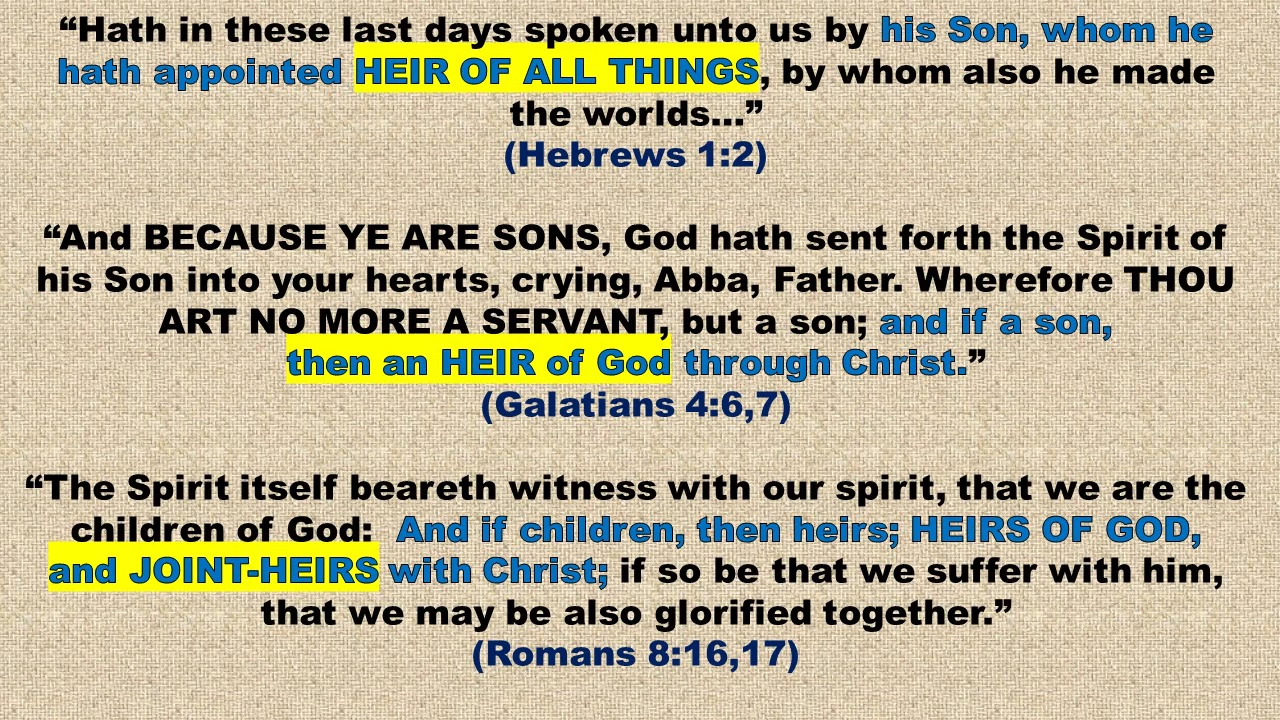 “Hath in these last days spoken unto us by his Son, whom he
hath appointed HEIR OF ALL THINGS, by whom also he made
the worlds…”
(Hebrews 1:2)
“And BECAUSE YE ARE SONS, God hath sent forth the Spirit of
his Son into your hearts, crying, Abba, Father. Wherefore THOU
ART NO MORE A SERVANT, but a son; and if a son,
then an HEIR of God through Christ.”
(Galatians 4:6,7)
“The Spirit itself beareth witness with our spirit, that we are the
children of God: And if children, then heirs; HEIRS OF GOD,
and JOINT-HEIRS with Christ; if so be that we suffer with him,
that we may be also glorified together.”
(Romans 8:16,17)